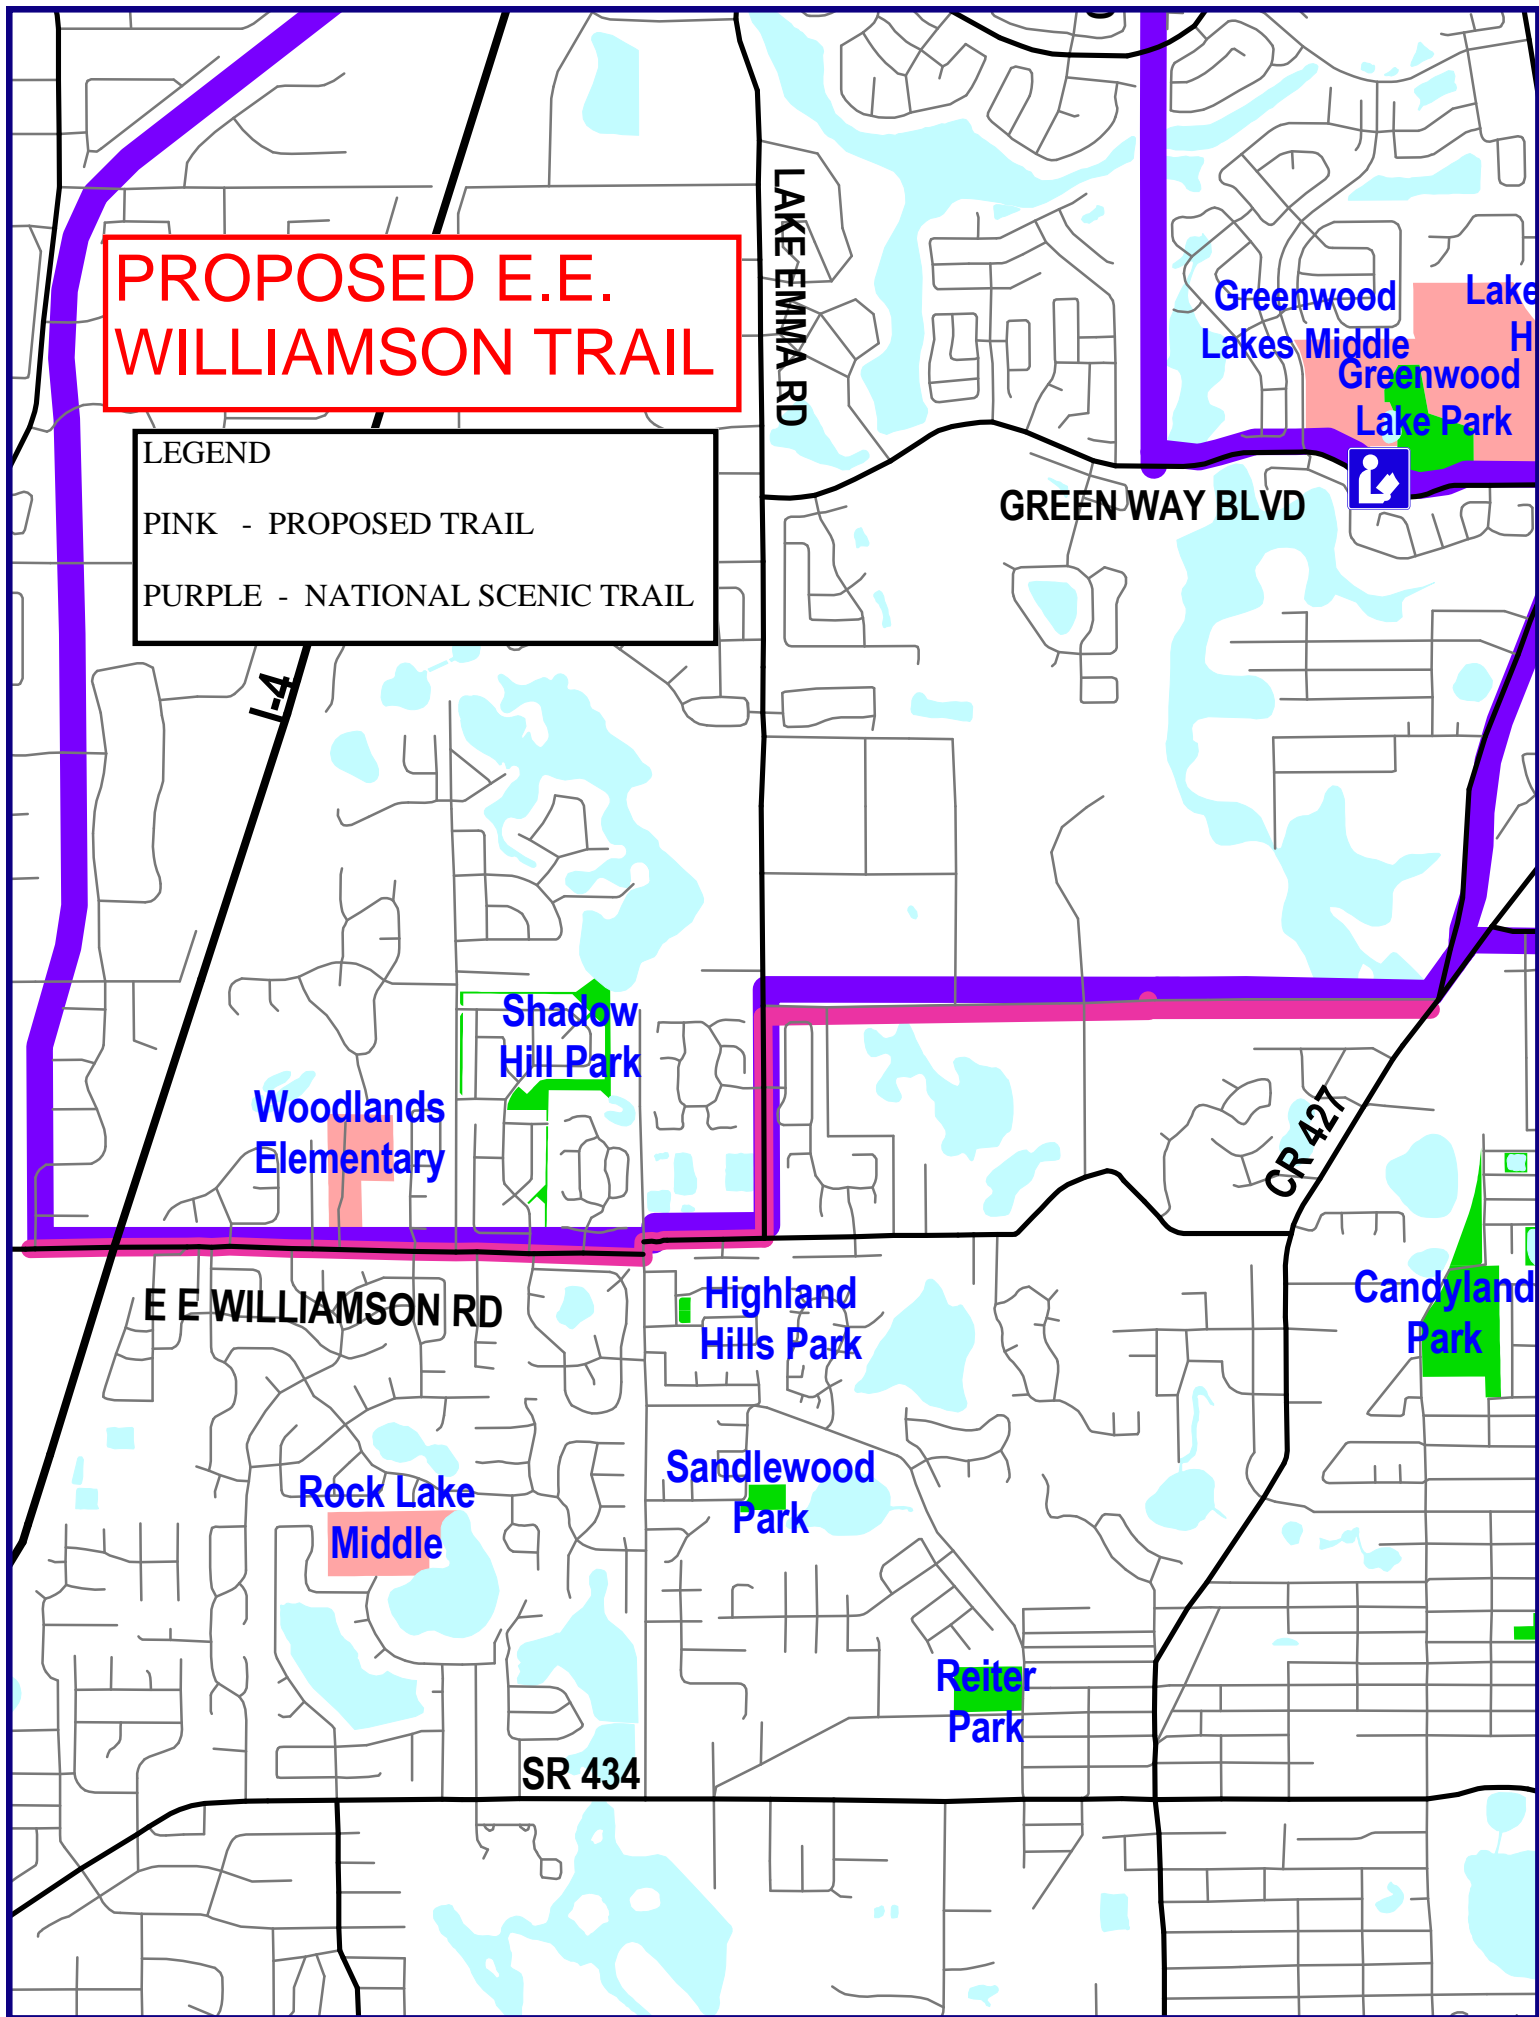 PROPOSED E.E.
WILLIAMSON TRAIL
LEGEND
PINK - PROPOSED TRAIL
PURPLE - NATIONAL SCENIC TRAIL
LAKE EMMA RD
Greenwood
Lakes Middle
Lake
H
Greenwood
Lake Park
GREEN WAY BLVD
I-4
Shadow
Hill Park
Woodlands
Elementary
CR 427
E E WILLIAMSON RD
Highland
Hills Park
Candyland
Park
Rock Lake
Middle
Sandlewood
Park
Reiter
Park
SR 434